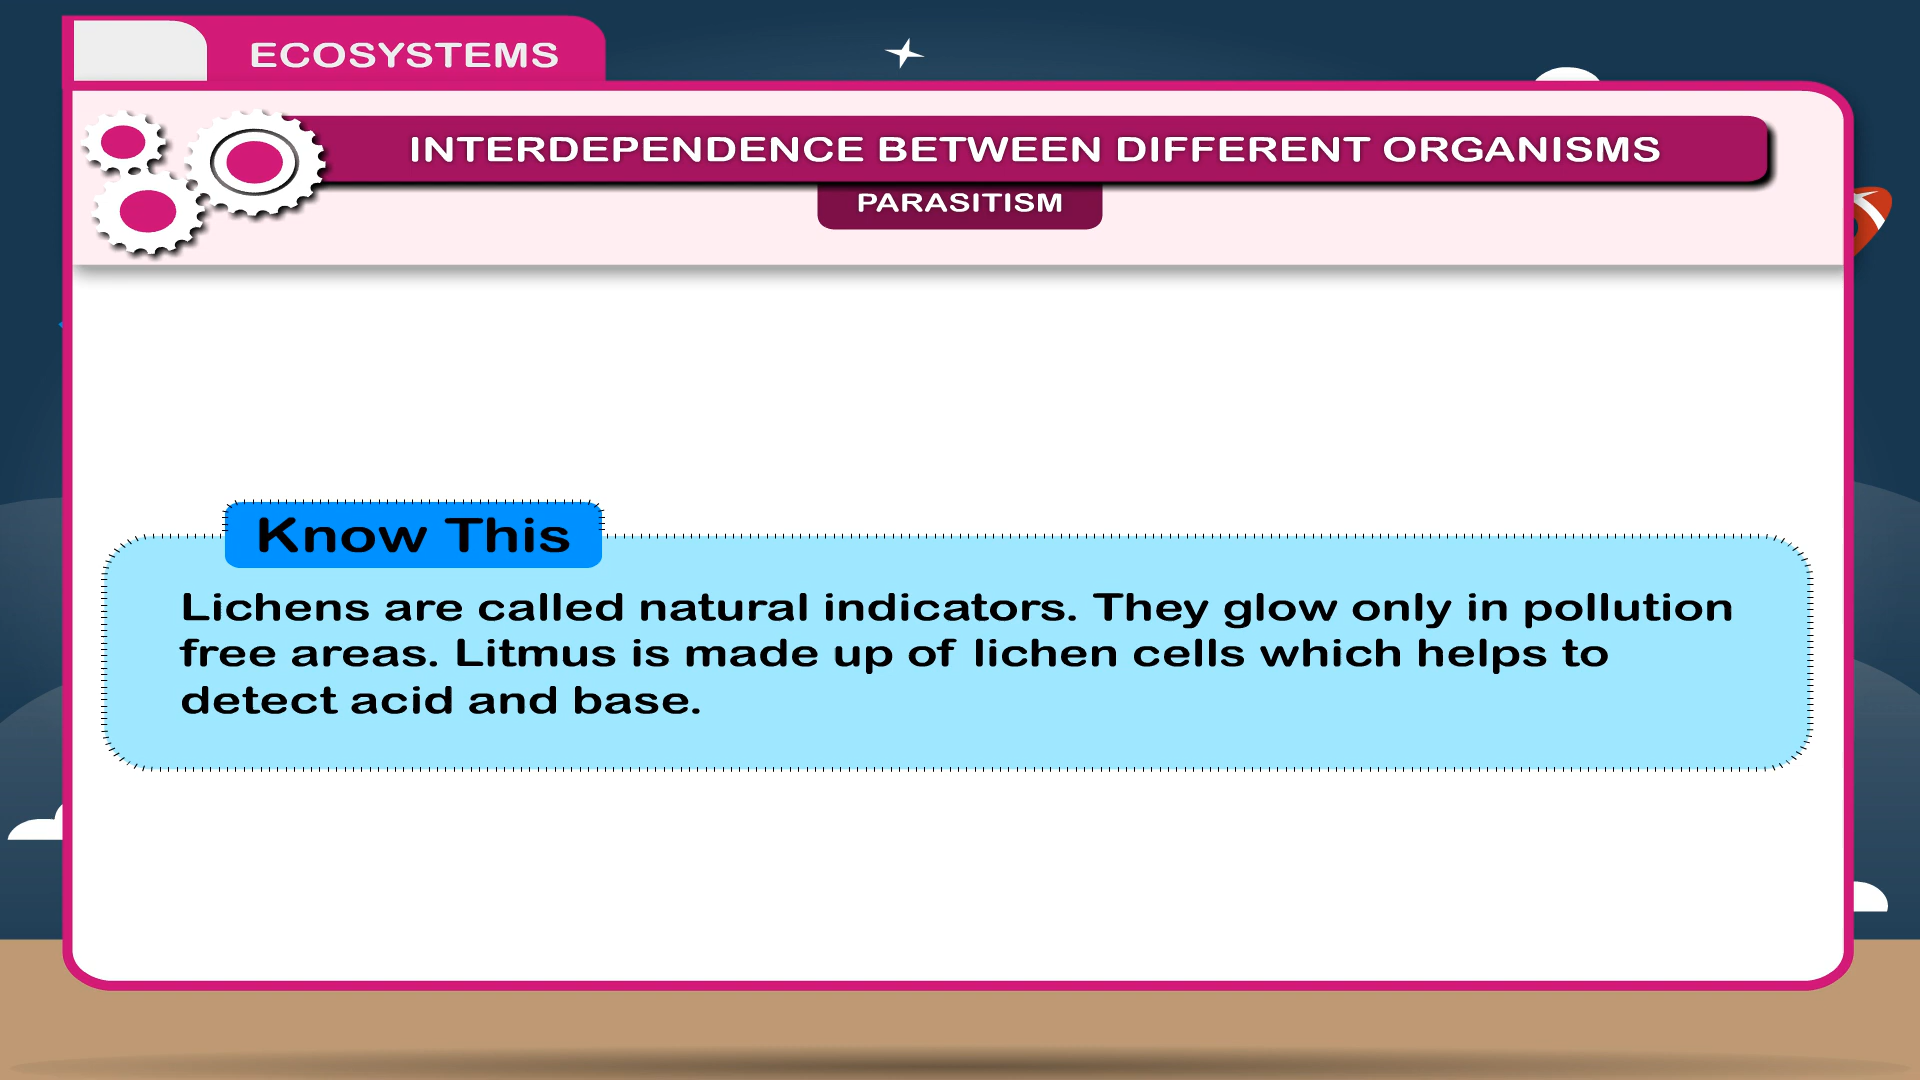 ECOSYSTEMS
INTERDEPENDENCE BETWEEN DIFFERENT ORGANISMS
PARASITISM
Know This
Lichens are called natural indicators. They glow only in pollution
free areas. Litmus is made up of lichen cells which helps to
detect acid and base.